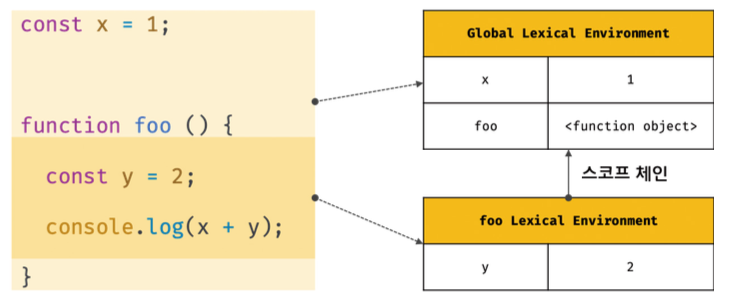 const x = 1;
function foo () {
const y = 2;
console.log(x + y);
}
Global Lexical Environment
x 1
foo <function object>
스코프 체인
foo Lexical Environment
y 2